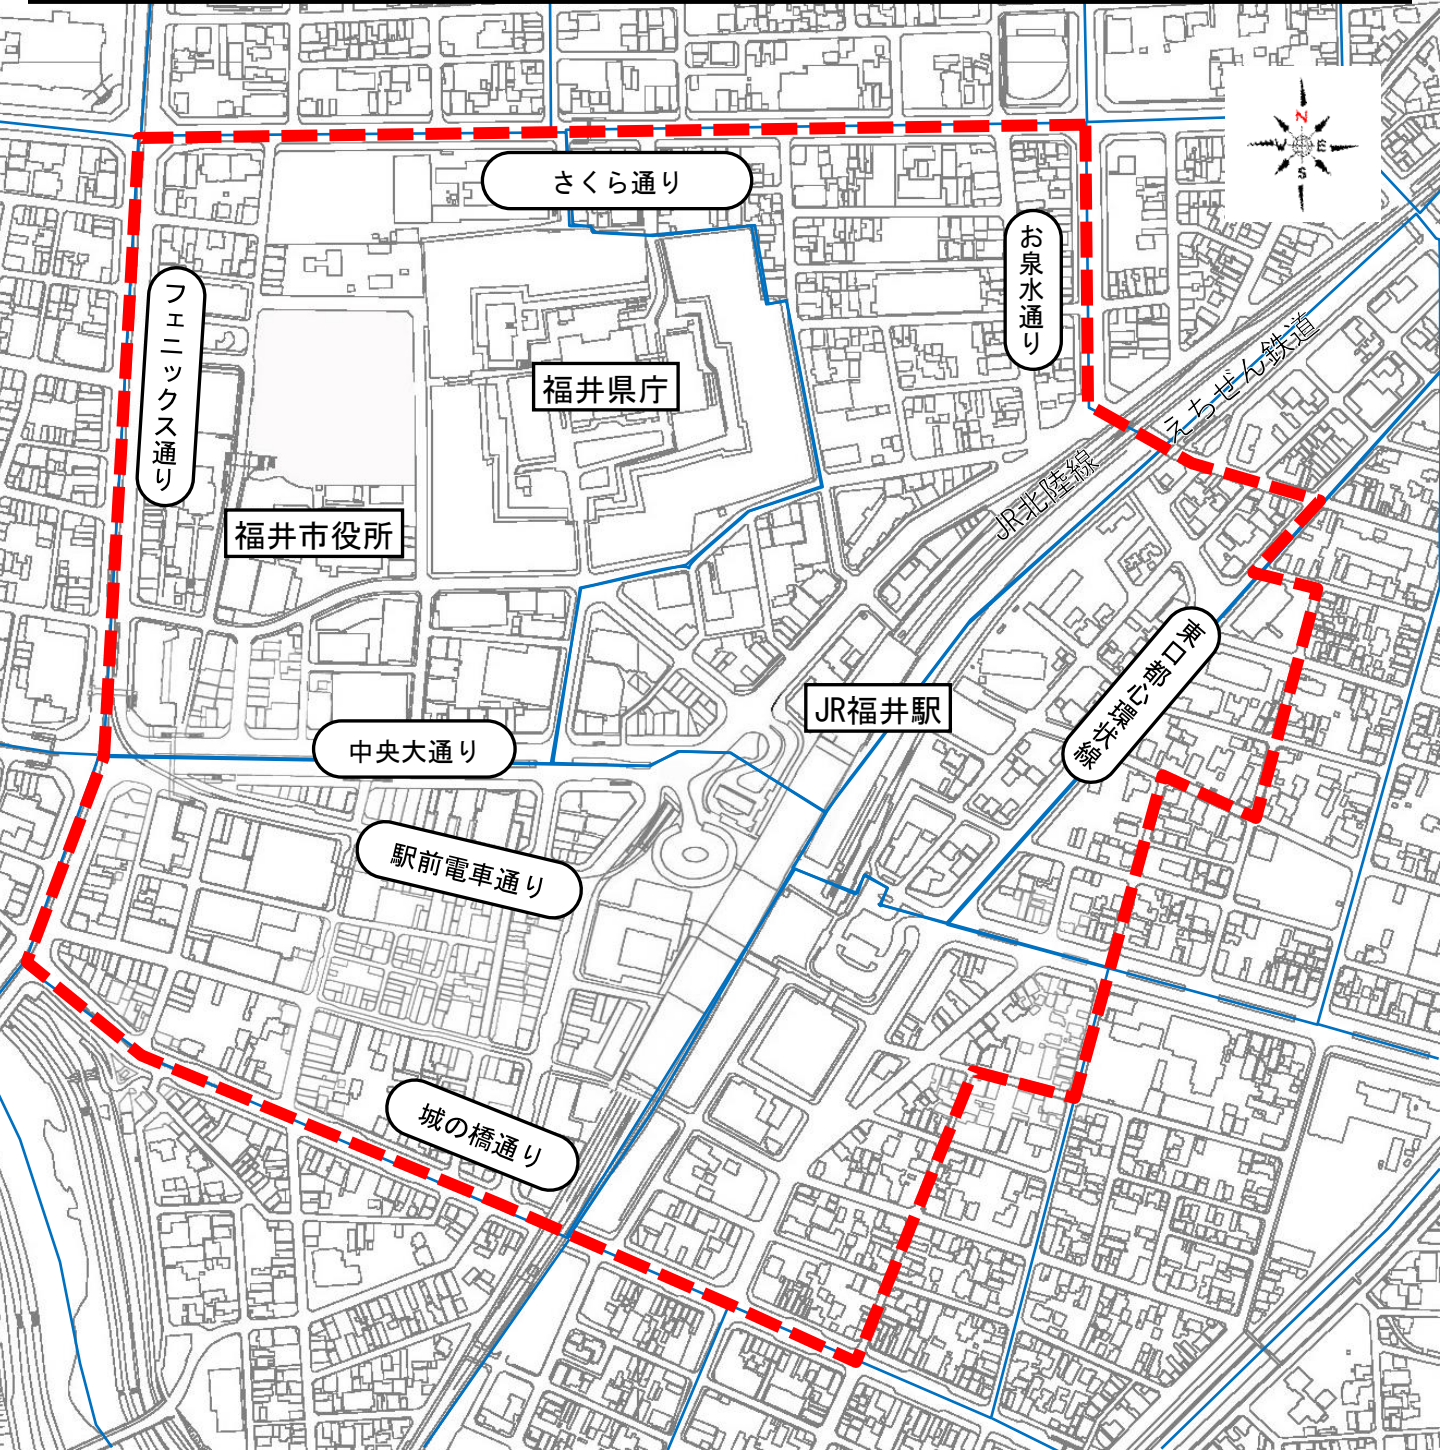 N
W
E
S
さくら通り
お泉水通り
フェニックス通り
えちぜん鉄道
福井県庁
JR北陸線
福井市役所
東口都心環状線
JR福井駅
中央大通り
駅前電車通り
城の橋通り